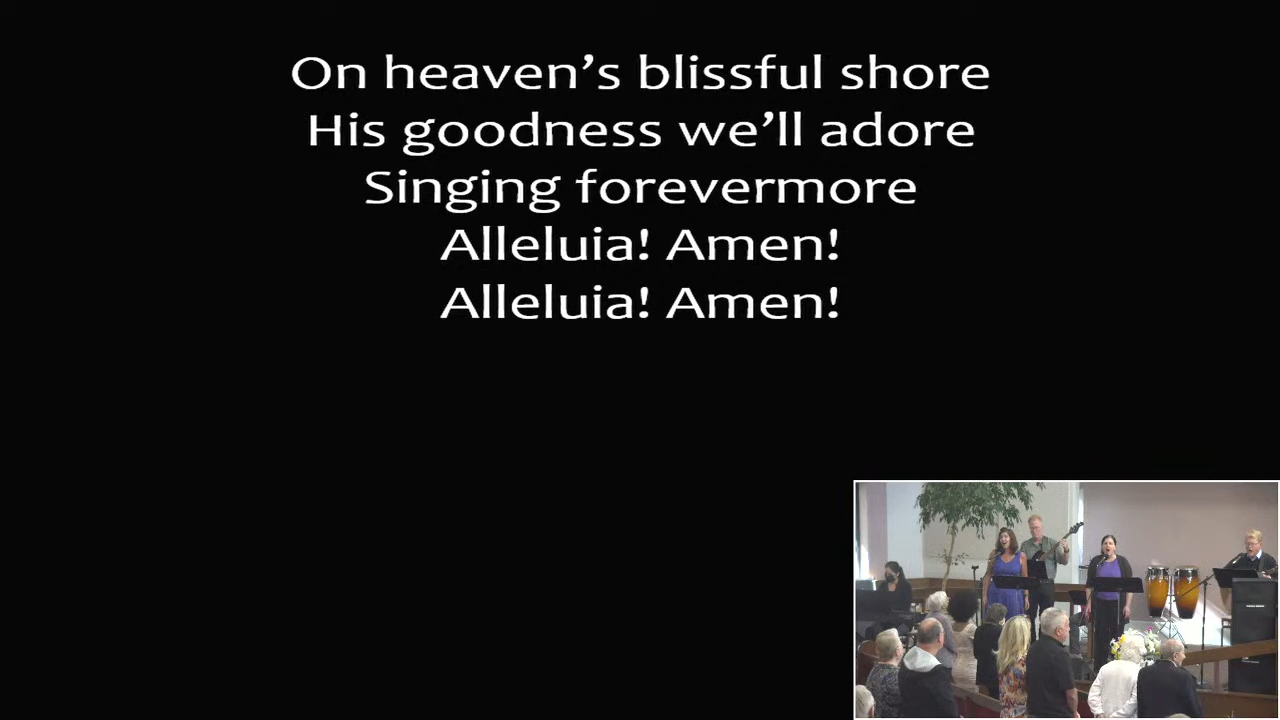 On heaven’s blissful shore
His goodness we’ll adore
Singing forevermore
Alleluia! Amen!
Alleluia! Amen!